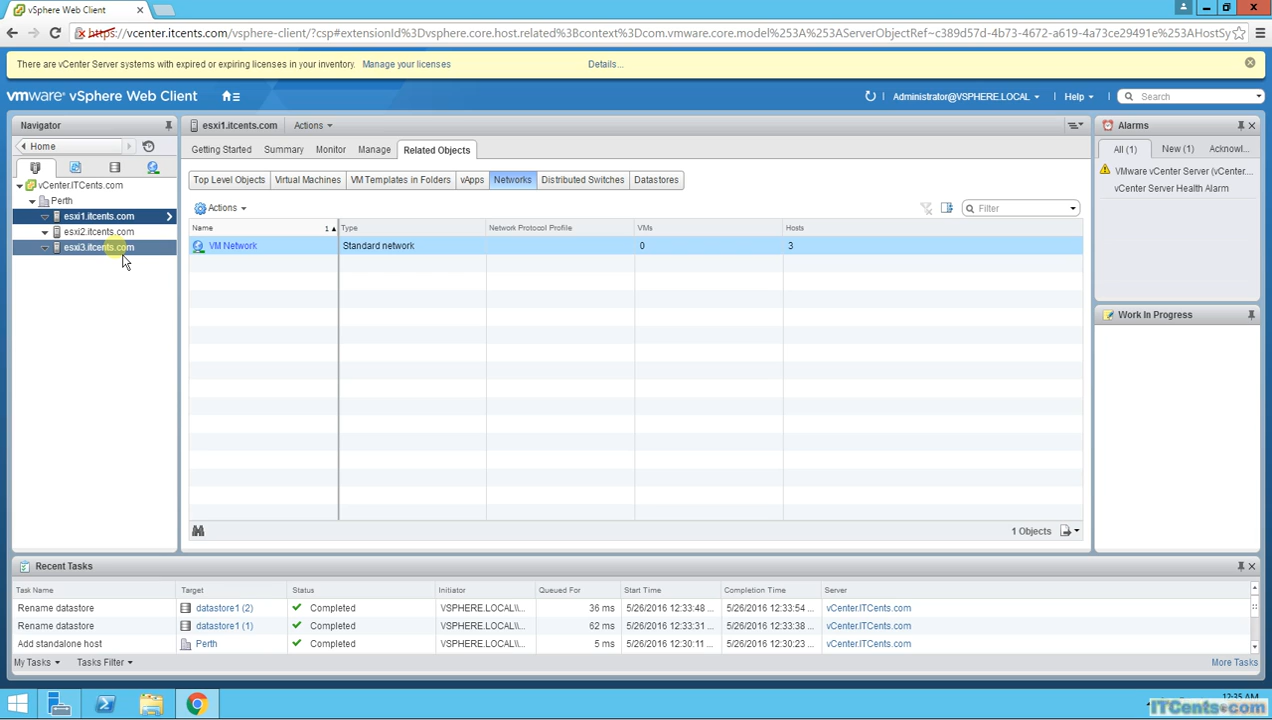 vSphere Web Client
https://vcenter.itcents.com/vsphere-client/?csp#extensionId%3Dvsphere.core.host.related%3Bcontext%3Dcom.vmware.core.model%253A%253AServerObjectRef~c389d57d-4b73-4672-a619-4a73ce29491e%253AHostSy
There are vCenter Server systems with expired or expiring licenses in your inventory. Manage your licenses Details...
vmware® vSphere Web Client Administrator@VSPHERE.LOCAL Help Search
Navigator
Home
vCenter.ITCents.com
Perth
esxi1.itcents.com
esxi2.itcents.com
esxi3.itcents.com
esxi1.itcents.com Actions
Getting Started Summary Monitor Manage Related Objects
Top Level Objects Virtual Machines VM Templates in Folders vApps Networks Distributed Switches Datastores
Actions Filter
Name 1 Type Network Protocol Profile VMs Hosts
VM Network Standard network 0 3
1 Objects
Alarms
All (1) New (1) Acknowl...
VMware vCenter Server (vCenter....
vCenter Server Health Alarm
Work In Progress
Recent Tasks
Task Name Target Status Initiator Queued For Start Time Completion Time Server
Rename datastore datastore1 (2) Completed VSPHERE.LOCAL\\... 36 ms 5/26/2016 12:33:48 ... 5/26/2016 12:33:54 ... vCenter.ITCents.com
Rename datastore datastore1 (1) Completed VSPHERE.LOCAL\\... 62 ms 5/26/2016 12:33:31 ... 5/26/2016 12:33:38 ... vCenter.ITCents.com
Add standalone host Perth Completed VSPHERE.LOCAL\\... 5 ms 5/26/2016 12:30:11 ... 5/26/2016 12:30:23 ... vCenter.ITCents.com
My Tasks Tasks Filter More Tasks
12:35 AM
ITCents.com